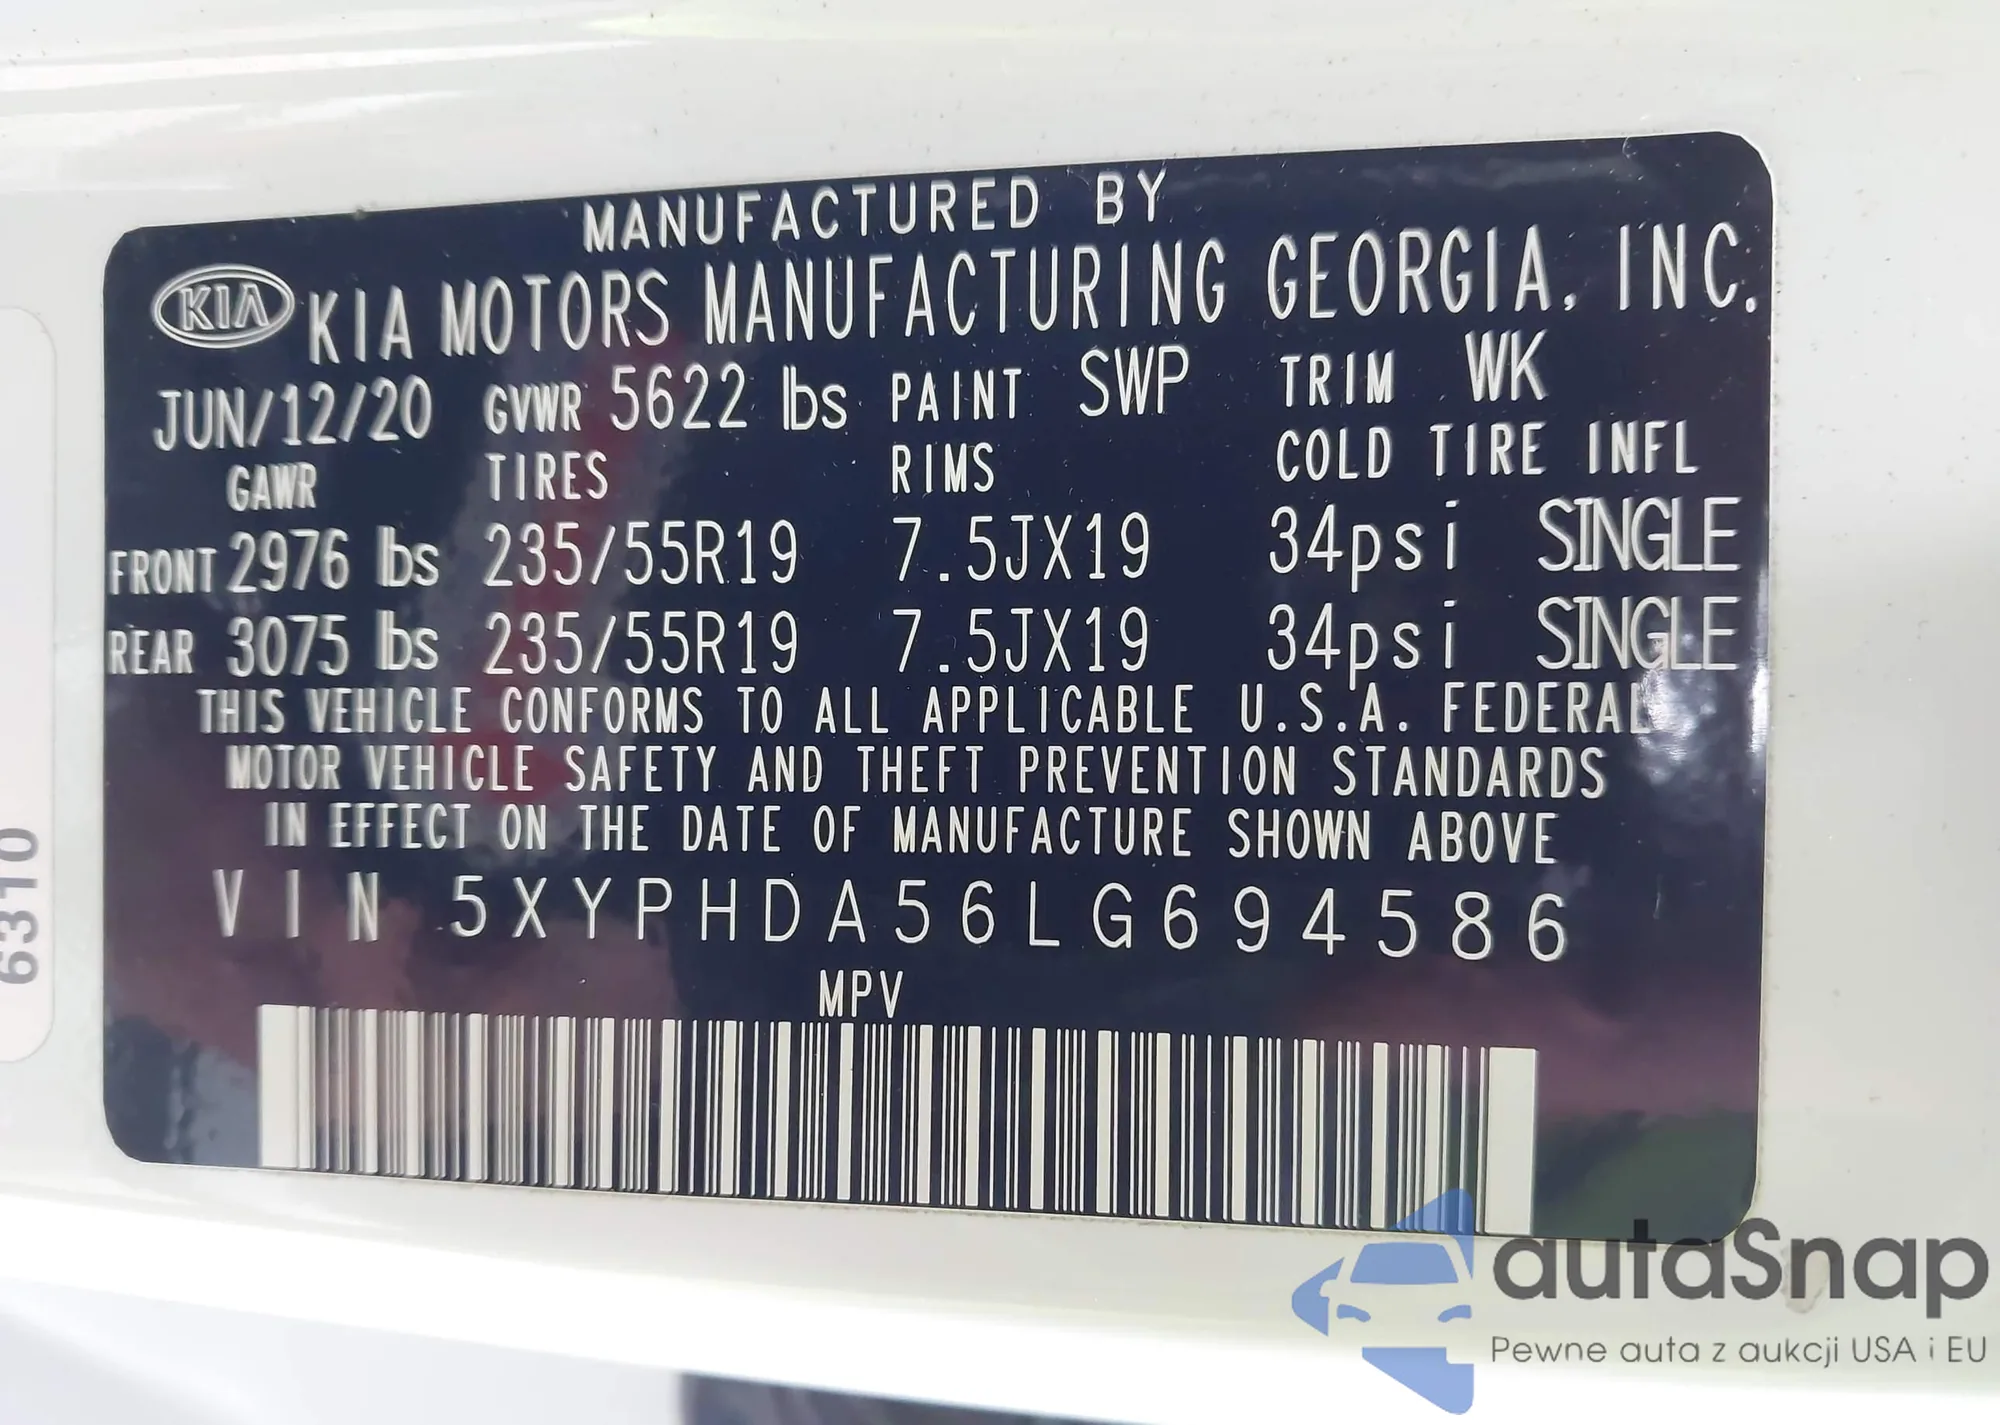 MANUFACTURED BY
KIA KIA MOTORS MANUFACTURING GEORGIA, INC.
JUN/12/20 GVWR 5622 lbs PAINT SWP TRIM WK
GAWR TIRES RIMS COLD TIRE INFL
FRONT 2976 lbs 235/55R19 7.5JX19 34psi SINGLE
REAR 3075 lbs 235/55R19 7.5JX19 34psi SINGLE
THIS VEHICLE CONFORMS TO ALL APPLICABLE U.S.A. FEDERAL
MOTOR VEHICLE SAFETY AND THEFT PREVENTION STANDARDS
IN EFFECT ON THE DATE OF MANUFACTURE SHOWN ABOVE
VIN 5XYPHDA56LG694586
MPV
6310
autaSnap
Pewne auta z aukcji USA i EU